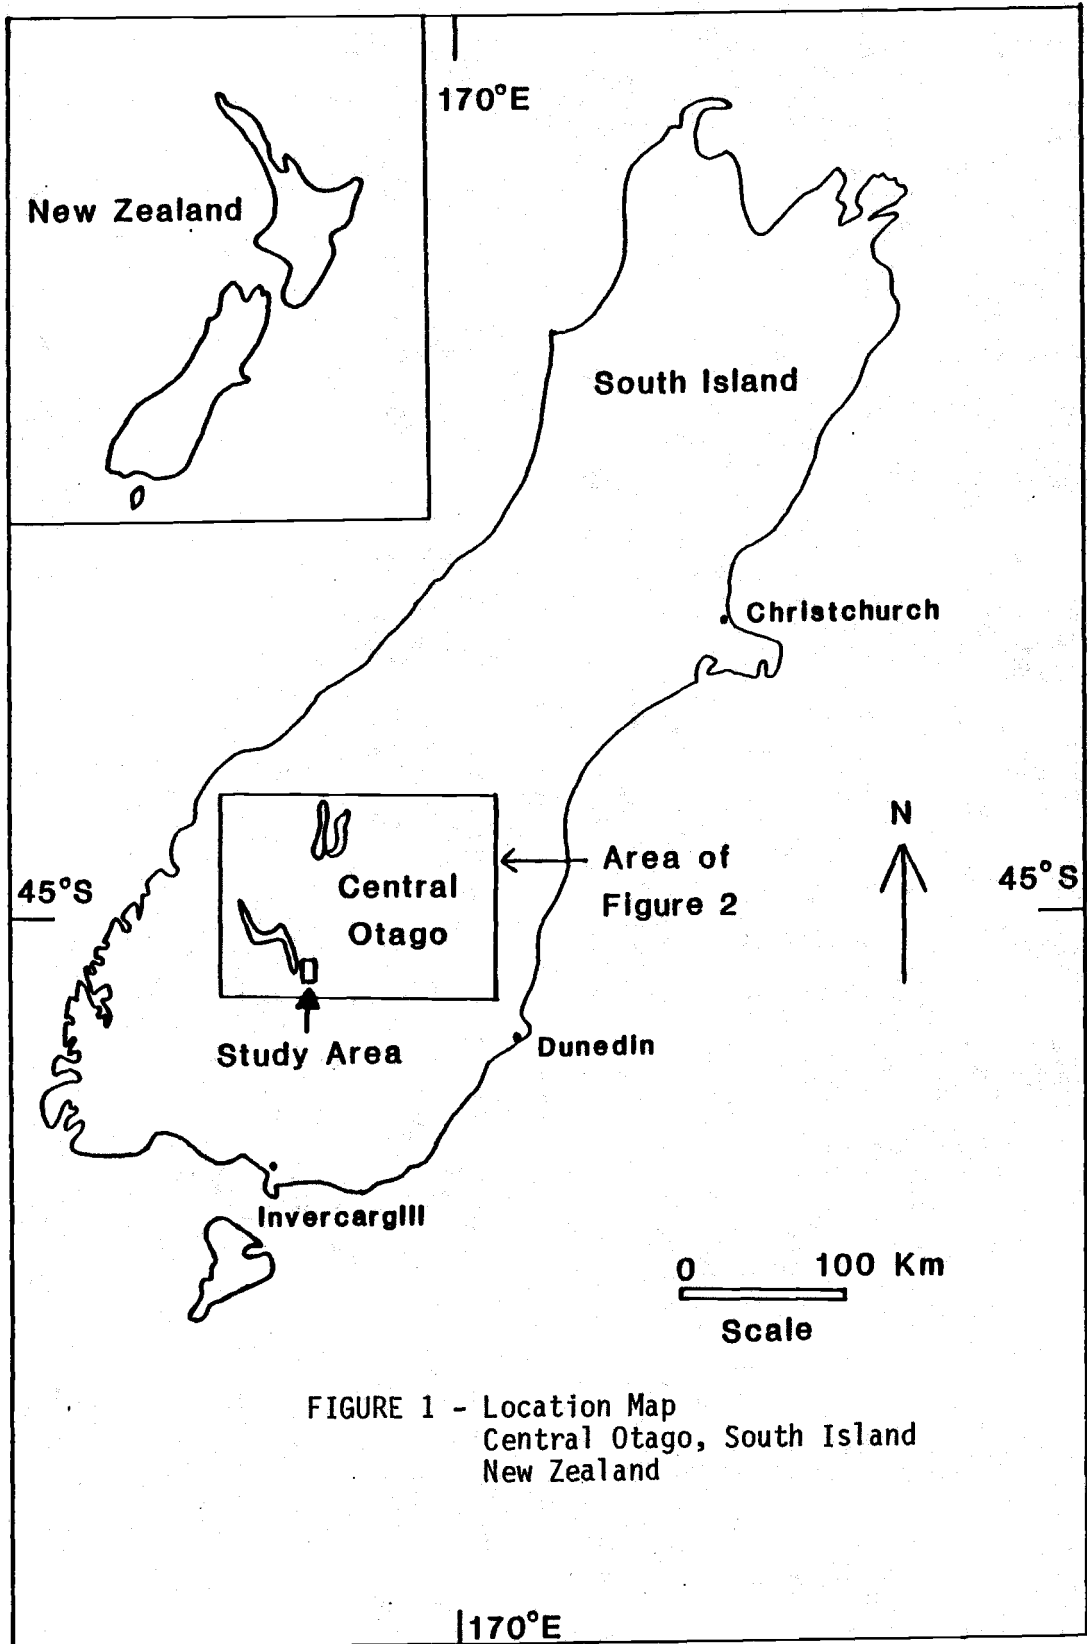 170°E
New Zealand
South Island
Christchurch
N
Area of
Figure 2
45°S
45°S
Central
Otago
Study Area
Dunedin
Invercargill
0 100 Km
Scale
FIGURE 1 - Location Map
Central Otago, South Island
New Zealand
170°E